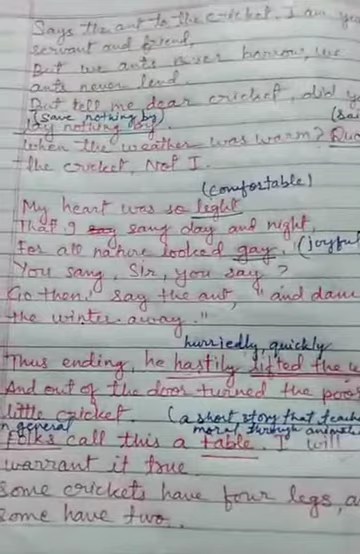 Says the ant to the cricket, I am your
servant and friend,
But we ants never borrow, we
ants never lend
But tell me dear cricket, did y
(save nothing by) (sai
lay nothing by
When the weather was warm? Quo
the cricket, Not I.
(comfortable)
My heart was so light
That I sang day and night,
For all nature looked gay. (joyful
You sang, Sir, you say?
Go then," say the ant, "and danc
the winter away."
hurriedly, quickly
Thus ending, he hastily lifted the w
And out of the door turned the poor
little cricket. (a short story that teach
n general moral through animals
Folks call this a fable. I will
warrant it true
Some crickets have four legs, a
some have two.